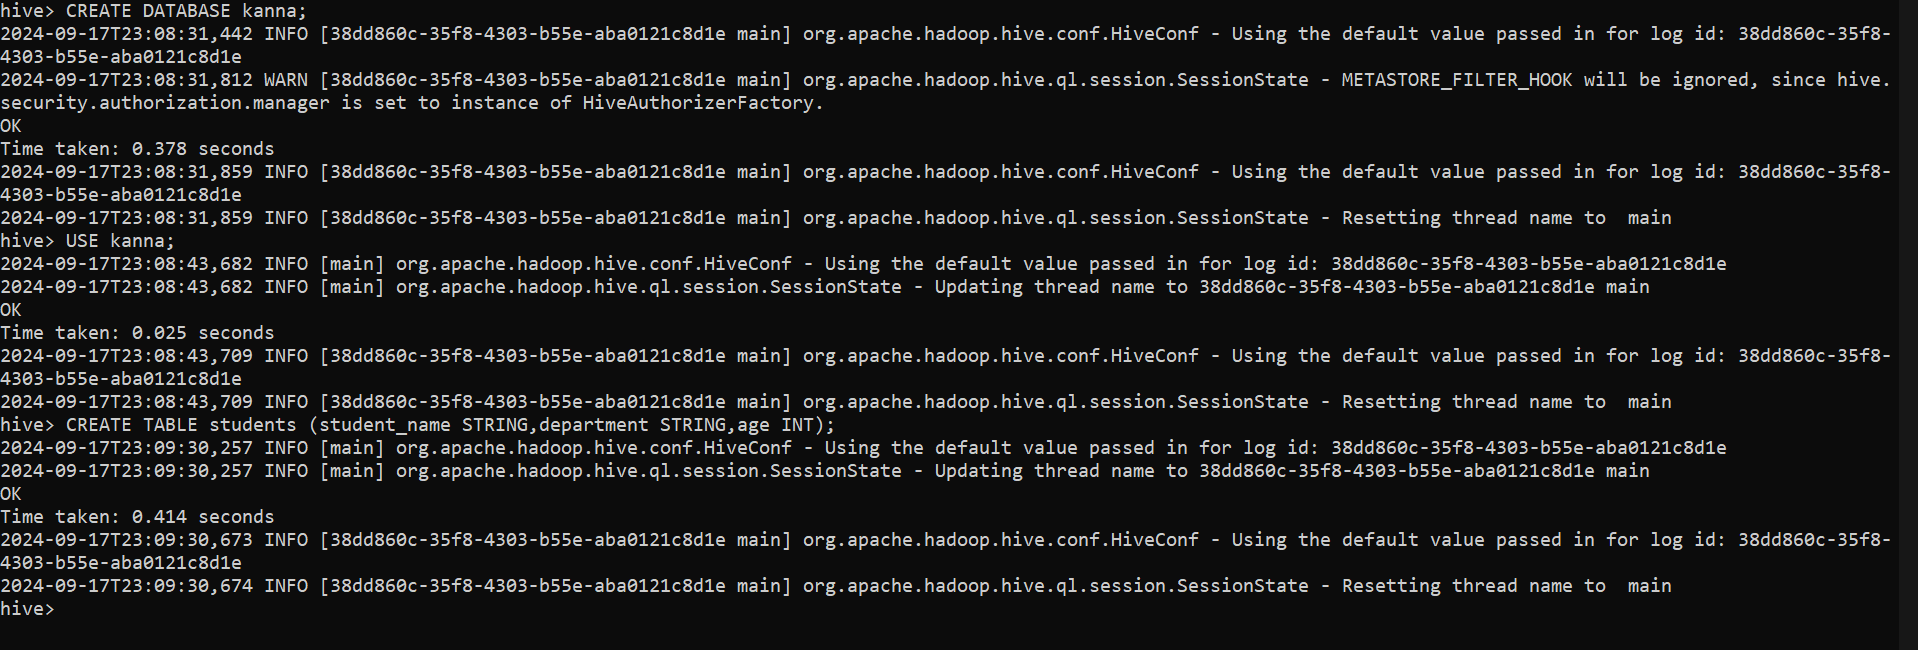 hive> CREATE DATABASE kanna;
2024-09-17T23:08:31,442 INFO [38dd860c-35f8-4303-b55e-aba0121c8d1e main] org.apache.hadoop.hive.conf.HiveConf - Using the default value passed in for log id: 38dd860c-35f8-
4303-b55e-aba0121c8d1e
2024-09-17T23:08:31,812 WARN [38dd860c-35f8-4303-b55e-aba0121c8d1e main] org.apache.hadoop.hive.ql.session.SessionState - METASTORE_FILTER_HOOK will be ignored, since hive.
security.authorization.manager is set to instance of HiveAuthorizerFactory.
OK
Time taken: 0.378 seconds
2024-09-17T23:08:31,859 INFO [38dd860c-35f8-4303-b55e-aba0121c8d1e main] org.apache.hadoop.hive.conf.HiveConf - Using the default value passed in for log id: 38dd860c-35f8-
4303-b55e-aba0121c8d1e
2024-09-17T23:08:31,859 INFO [38dd860c-35f8-4303-b55e-aba0121c8d1e main] org.apache.hadoop.hive.ql.session.SessionState - Resetting thread name to  main
hive> USE kanna;
2024-09-17T23:08:43,682 INFO [main] org.apache.hadoop.hive.conf.HiveConf - Using the default value passed in for log id: 38dd860c-35f8-4303-b55e-aba0121c8d1e
2024-09-17T23:08:43,682 INFO [main] org.apache.hadoop.hive.ql.session.SessionState - Updating thread name to 38dd860c-35f8-4303-b55e-aba0121c8d1e main
OK
Time taken: 0.025 seconds
2024-09-17T23:08:43,709 INFO [38dd860c-35f8-4303-b55e-aba0121c8d1e main] org.apache.hadoop.hive.conf.HiveConf - Using the default value passed in for log id: 38dd860c-35f8-
4303-b55e-aba0121c8d1e
2024-09-17T23:08:43,709 INFO [38dd860c-35f8-4303-b55e-aba0121c8d1e main] org.apache.hadoop.hive.ql.session.SessionState - Resetting thread name to  main
hive> CREATE TABLE students (student_name STRING,department STRING,age INT);
2024-09-17T23:09:30,257 INFO [main] org.apache.hadoop.hive.conf.HiveConf - Using the default value passed in for log id: 38dd860c-35f8-4303-b55e-aba0121c8d1e
2024-09-17T23:09:30,257 INFO [main] org.apache.hadoop.hive.ql.session.SessionState - Updating thread name to 38dd860c-35f8-4303-b55e-aba0121c8d1e main
OK
Time taken: 0.414 seconds
2024-09-17T23:09:30,673 INFO [38dd860c-35f8-4303-b55e-aba0121c8d1e main] org.apache.hadoop.hive.conf.HiveConf - Using the default value passed in for log id: 38dd860c-35f8-
4303-b55e-aba0121c8d1e
2024-09-17T23:09:30,674 INFO [38dd860c-35f8-4303-b55e-aba0121c8d1e main] org.apache.hadoop.hive.ql.session.SessionState - Resetting thread name to  main
hive>